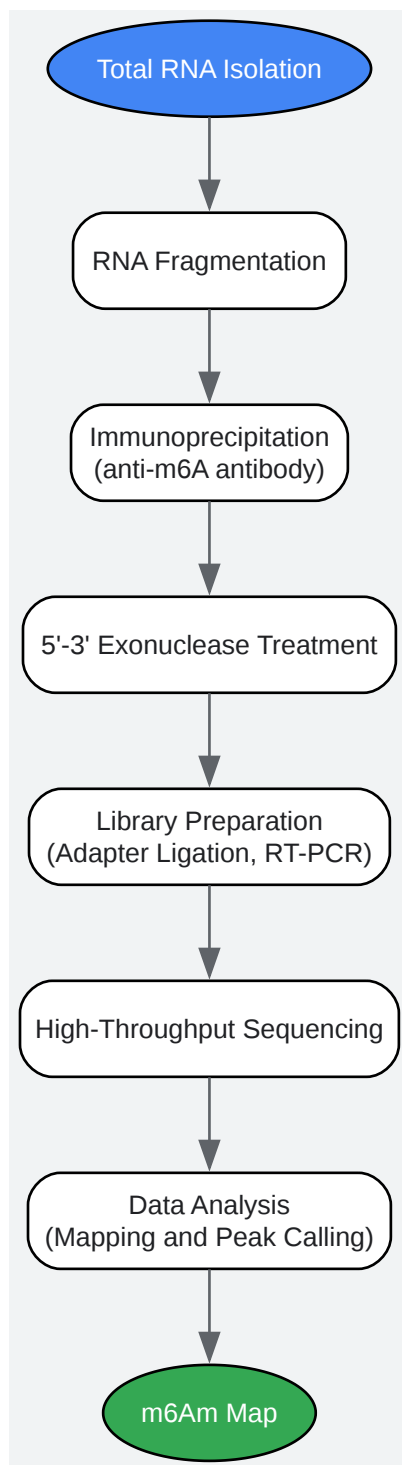 Total RNA Isolation
RNA Fragmentation
Immunoprecipitation
(anti-m6A antibody)
5'-3' Exonuclease Treatment
Library Preparation
(Adapter Ligation, RT-PCR)
High-Throughput Sequencing
Data Analysis
(Mapping and Peak Calling)
m6Am Map